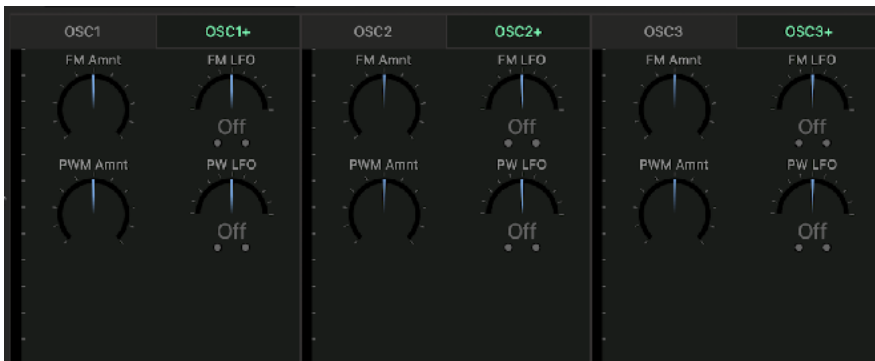 OSC1 OSC1+ OSC2 OSC2+ OSC3 OSC3+
FM Amnt FM LFO FM Amnt FM LFO FM Amnt FM LFO
Off Off Off
PWM Amnt PW LFO PWM Amnt PW LFO PWM Amnt PW LFO
Off Off Off